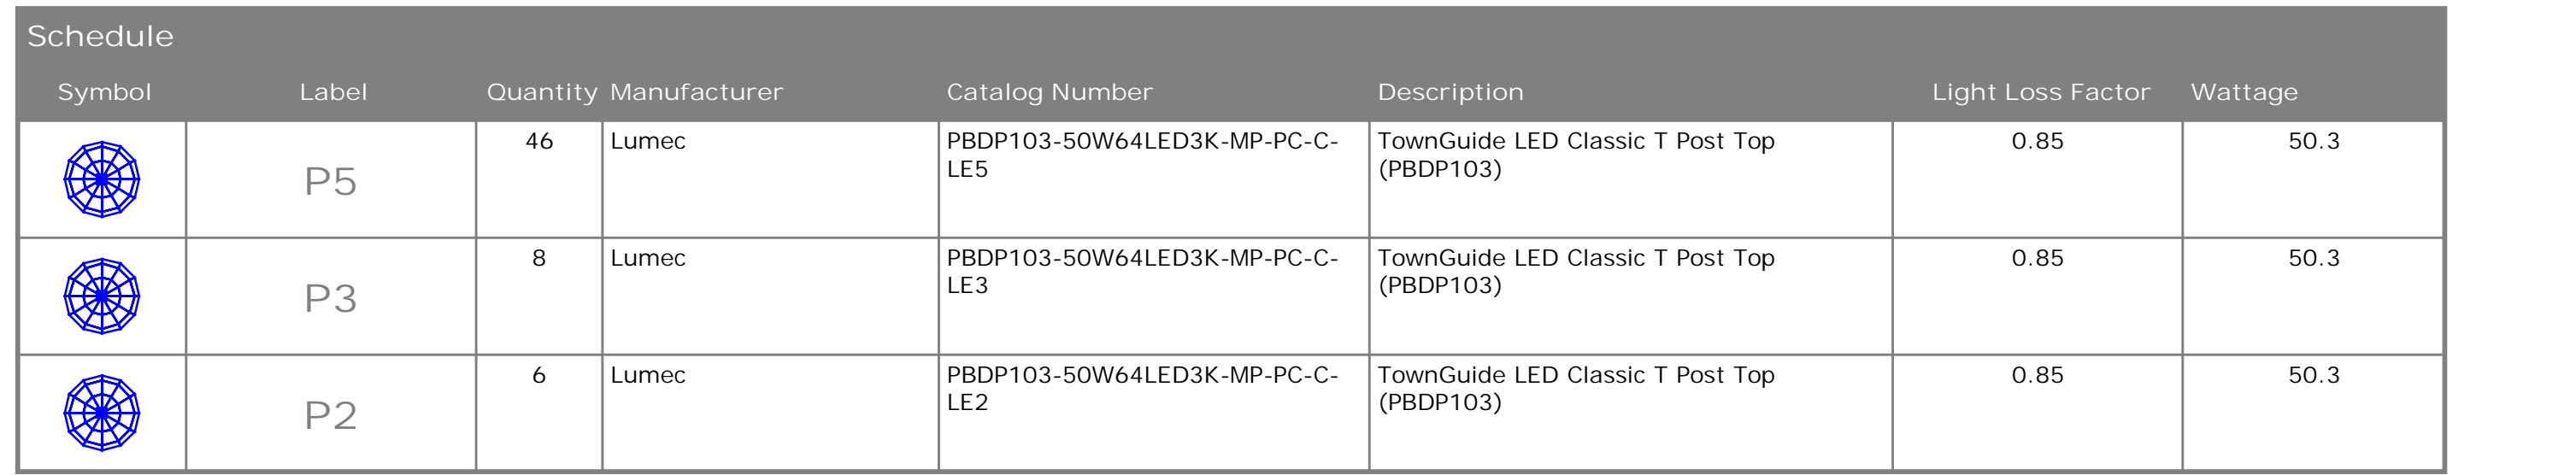 Schedule
Symbol Label Quantity Manufacturer Catalog Number Description Light Loss Factor Wattage
P5 46 Lumec PBDP103-50W64LED3K-MP-PC-C- TownGuide LED Classic T Post Top 0.85 50.3
LE5 (PBDP103)
P3 8 Lumec PBDP103-50W64LED3K-MP-PC-C- TownGuide LED Classic T Post Top 0.85 50.3
LE3 (PBDP103)
P2 6 Lumec PBDP103-50W64LED3K-MP-PC-C- TownGuide LED Classic T Post Top 0.85 50.3
LE2 (PBDP103)